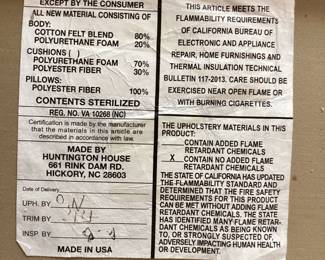 EXCEPT BY THE CONSUMER
ALL NEW MATERIAL CONSISTING OF
BODY:
COTTON FELT BLEND 80%
POLYURETHANE FOAM 20%
CUSHIONS ( )
POLYURETHANE FOAM 70%
POLYESTER FIBER 30%
PILLOWS:
POLYESTER FIBER 100%
CONTENTS STERILIZED
REG. NO. VA 10268 (NC)
Certification is made by the manufacturer
that the materials in this article are
described in accordance with law.
MADE BY
HUNTINGTON HOUSE
661 RINK DAM RD.
HICKORY, NC 28603
Date of Delivery
UPH. BY
TRIM BY
INSP. BY
MADE IN USA
THIS ARTICLE MEETS THE
FLAMMABILITY REQUIREMENTS
OF CALIFORNIA BUREAU OF
ELECTRONIC AND APPLIANCE
REPAIR, HOME FURNISHINGS AND
THERMAL INSULATION TECHNICAL
BULLETIN 117-2013. CARE SHOULD BE
EXERCISED NEAR OPEN FLAME OR
WITH BURNING CIGARETTES.
THE UPHOLSTERY MATERIALS IN THIS
PRODUCT:
CONTAIN ADDED FLAME
RETARDANT CHEMICALS
X CONTAIN NO ADDED FLAME
RETARDANT CHEMICALS
THE STATE OF CALIFORNIA HAS UPDATED
THE FLAMMABILITY STANDARD AND
DETERMINED THAT THE FIRE SAFETY
REQUIREMENTS FOR THIS PRODUCT
CAN BE MET WITHOUT ADDING FLAME
RETARDANT CHEMICALS. THE STATE
HAS IDENTIFIED MANY FLAME RETARDANT
CHEMICALS AS BEING KNOWN
TO, OR STRONGLY SUSPECTED OF,
ADVERSELY IMPACTING HUMAN HEALTH
OR DEVELOPMENT.